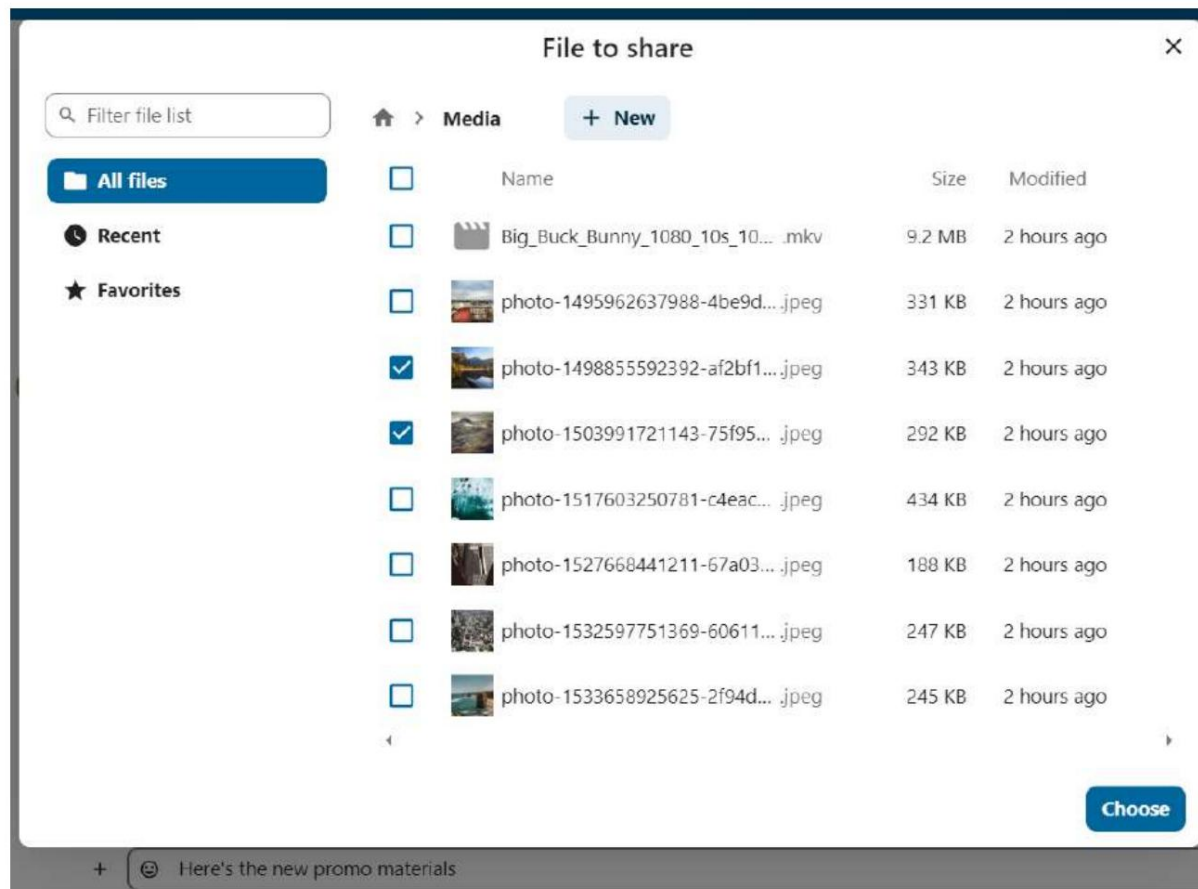 File to share
Filter file list
Media
+ New
All files
Recent
Favorites
Name Size Modified
Big_Buck_Bunny_1080_10s_10... .mkv 9.2 MB 2 hours ago
photo-1495962637988-4be9d... .jpeg 331 KB 2 hours ago
photo-1498855592392-af2bf1... .jpeg 343 KB 2 hours ago
photo-1503991721143-75f95... .jpeg 292 KB 2 hours ago
photo-1517603250781-c4eac... .jpeg 434 KB 2 hours ago
photo-1527668441211-67a03... .jpeg 188 KB 2 hours ago
photo-1532597751369-60611... .jpeg 247 KB 2 hours ago
photo-1533658925625-2f94d... .jpeg 245 KB 2 hours ago
Choose
Here's the new promo materials